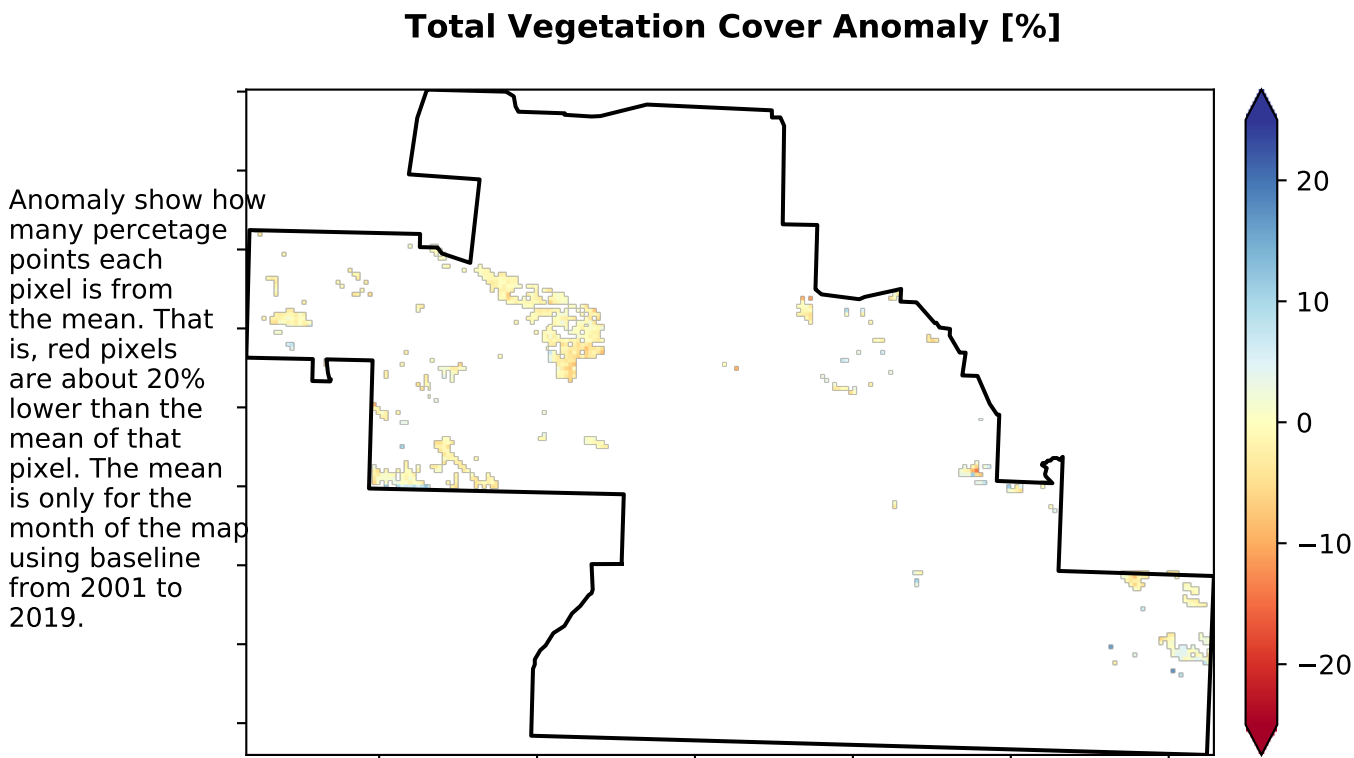 Total Vegetation Cover Anomaly [%]
Anomaly show how
many percetage
points each
pixel is from
the mean. That
is, red pixels
are about 20%
lower than the
mean of that
pixel. The mean
is only for the
month of the map
using baseline
from 2001 to
2019.
20
10
0
−10
−20